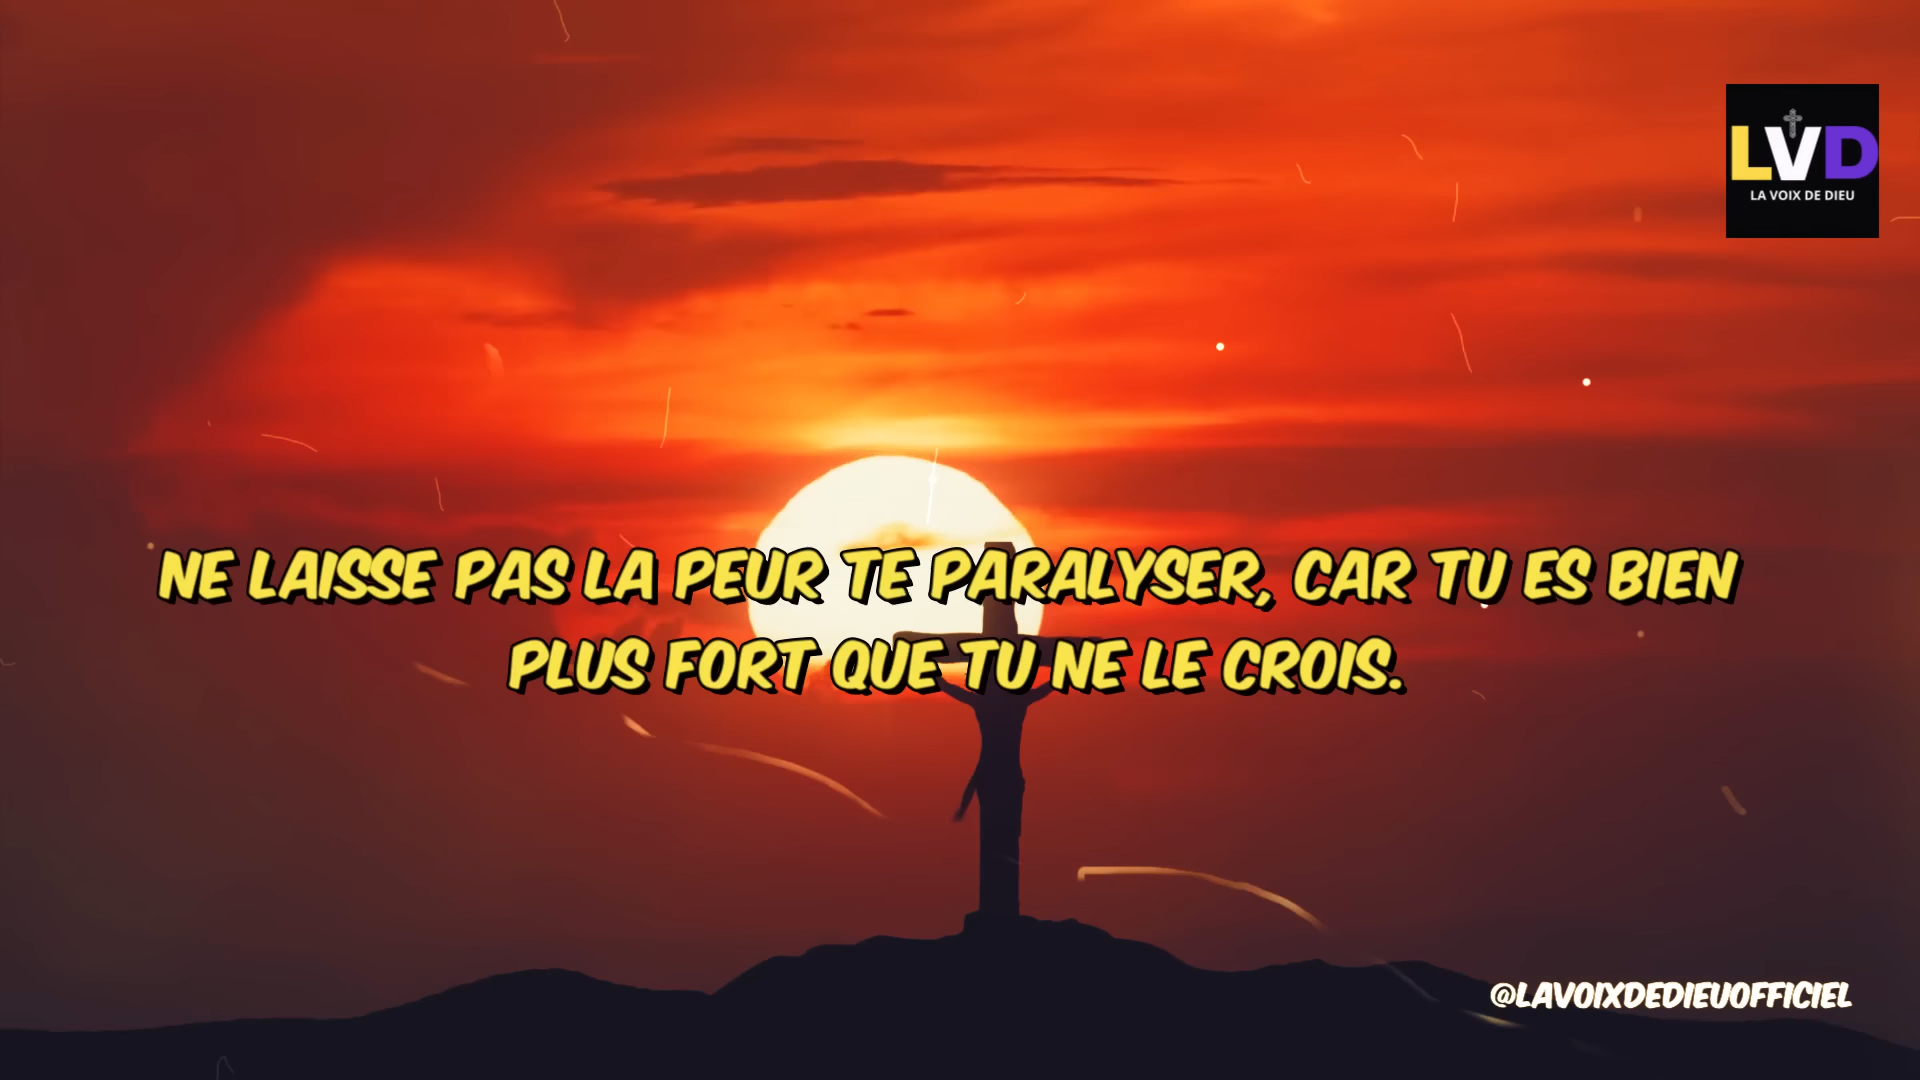 LVD
LA VOIX DE DIEU
NE LAISSE PAS LA PEUR TE PARALYSER, CAR TU ES BIEN
PLUS FORT QUE TU NE LE CROIS.
@LAVOIXDEDIEUOFFICIEL